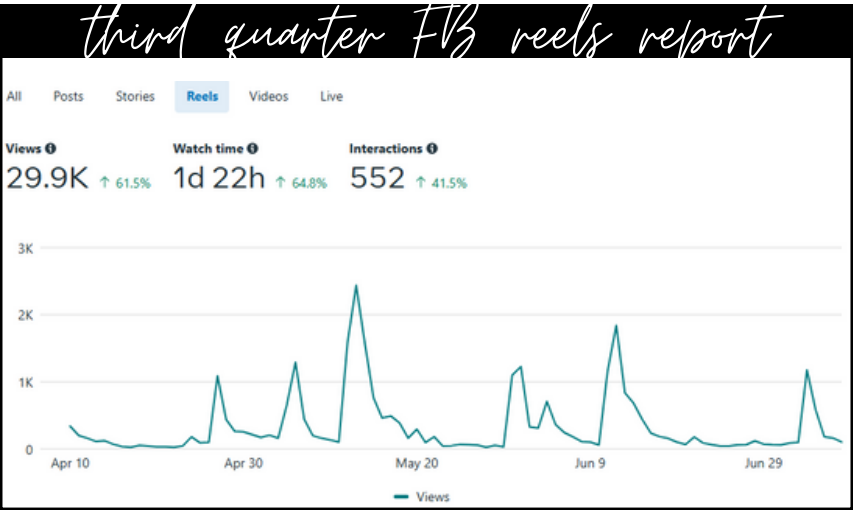 third quarter FB reels report
All Posts Stories Reels Videos Live
Views Watch time Interactions
29.9K ↑ 61.5% 1d 22h ↑ 64.8% 552 ↑ 41.5%
3K
2K
1K
0
Apr 10 Apr 30 May 20 Jun 9 Jun 29
Views